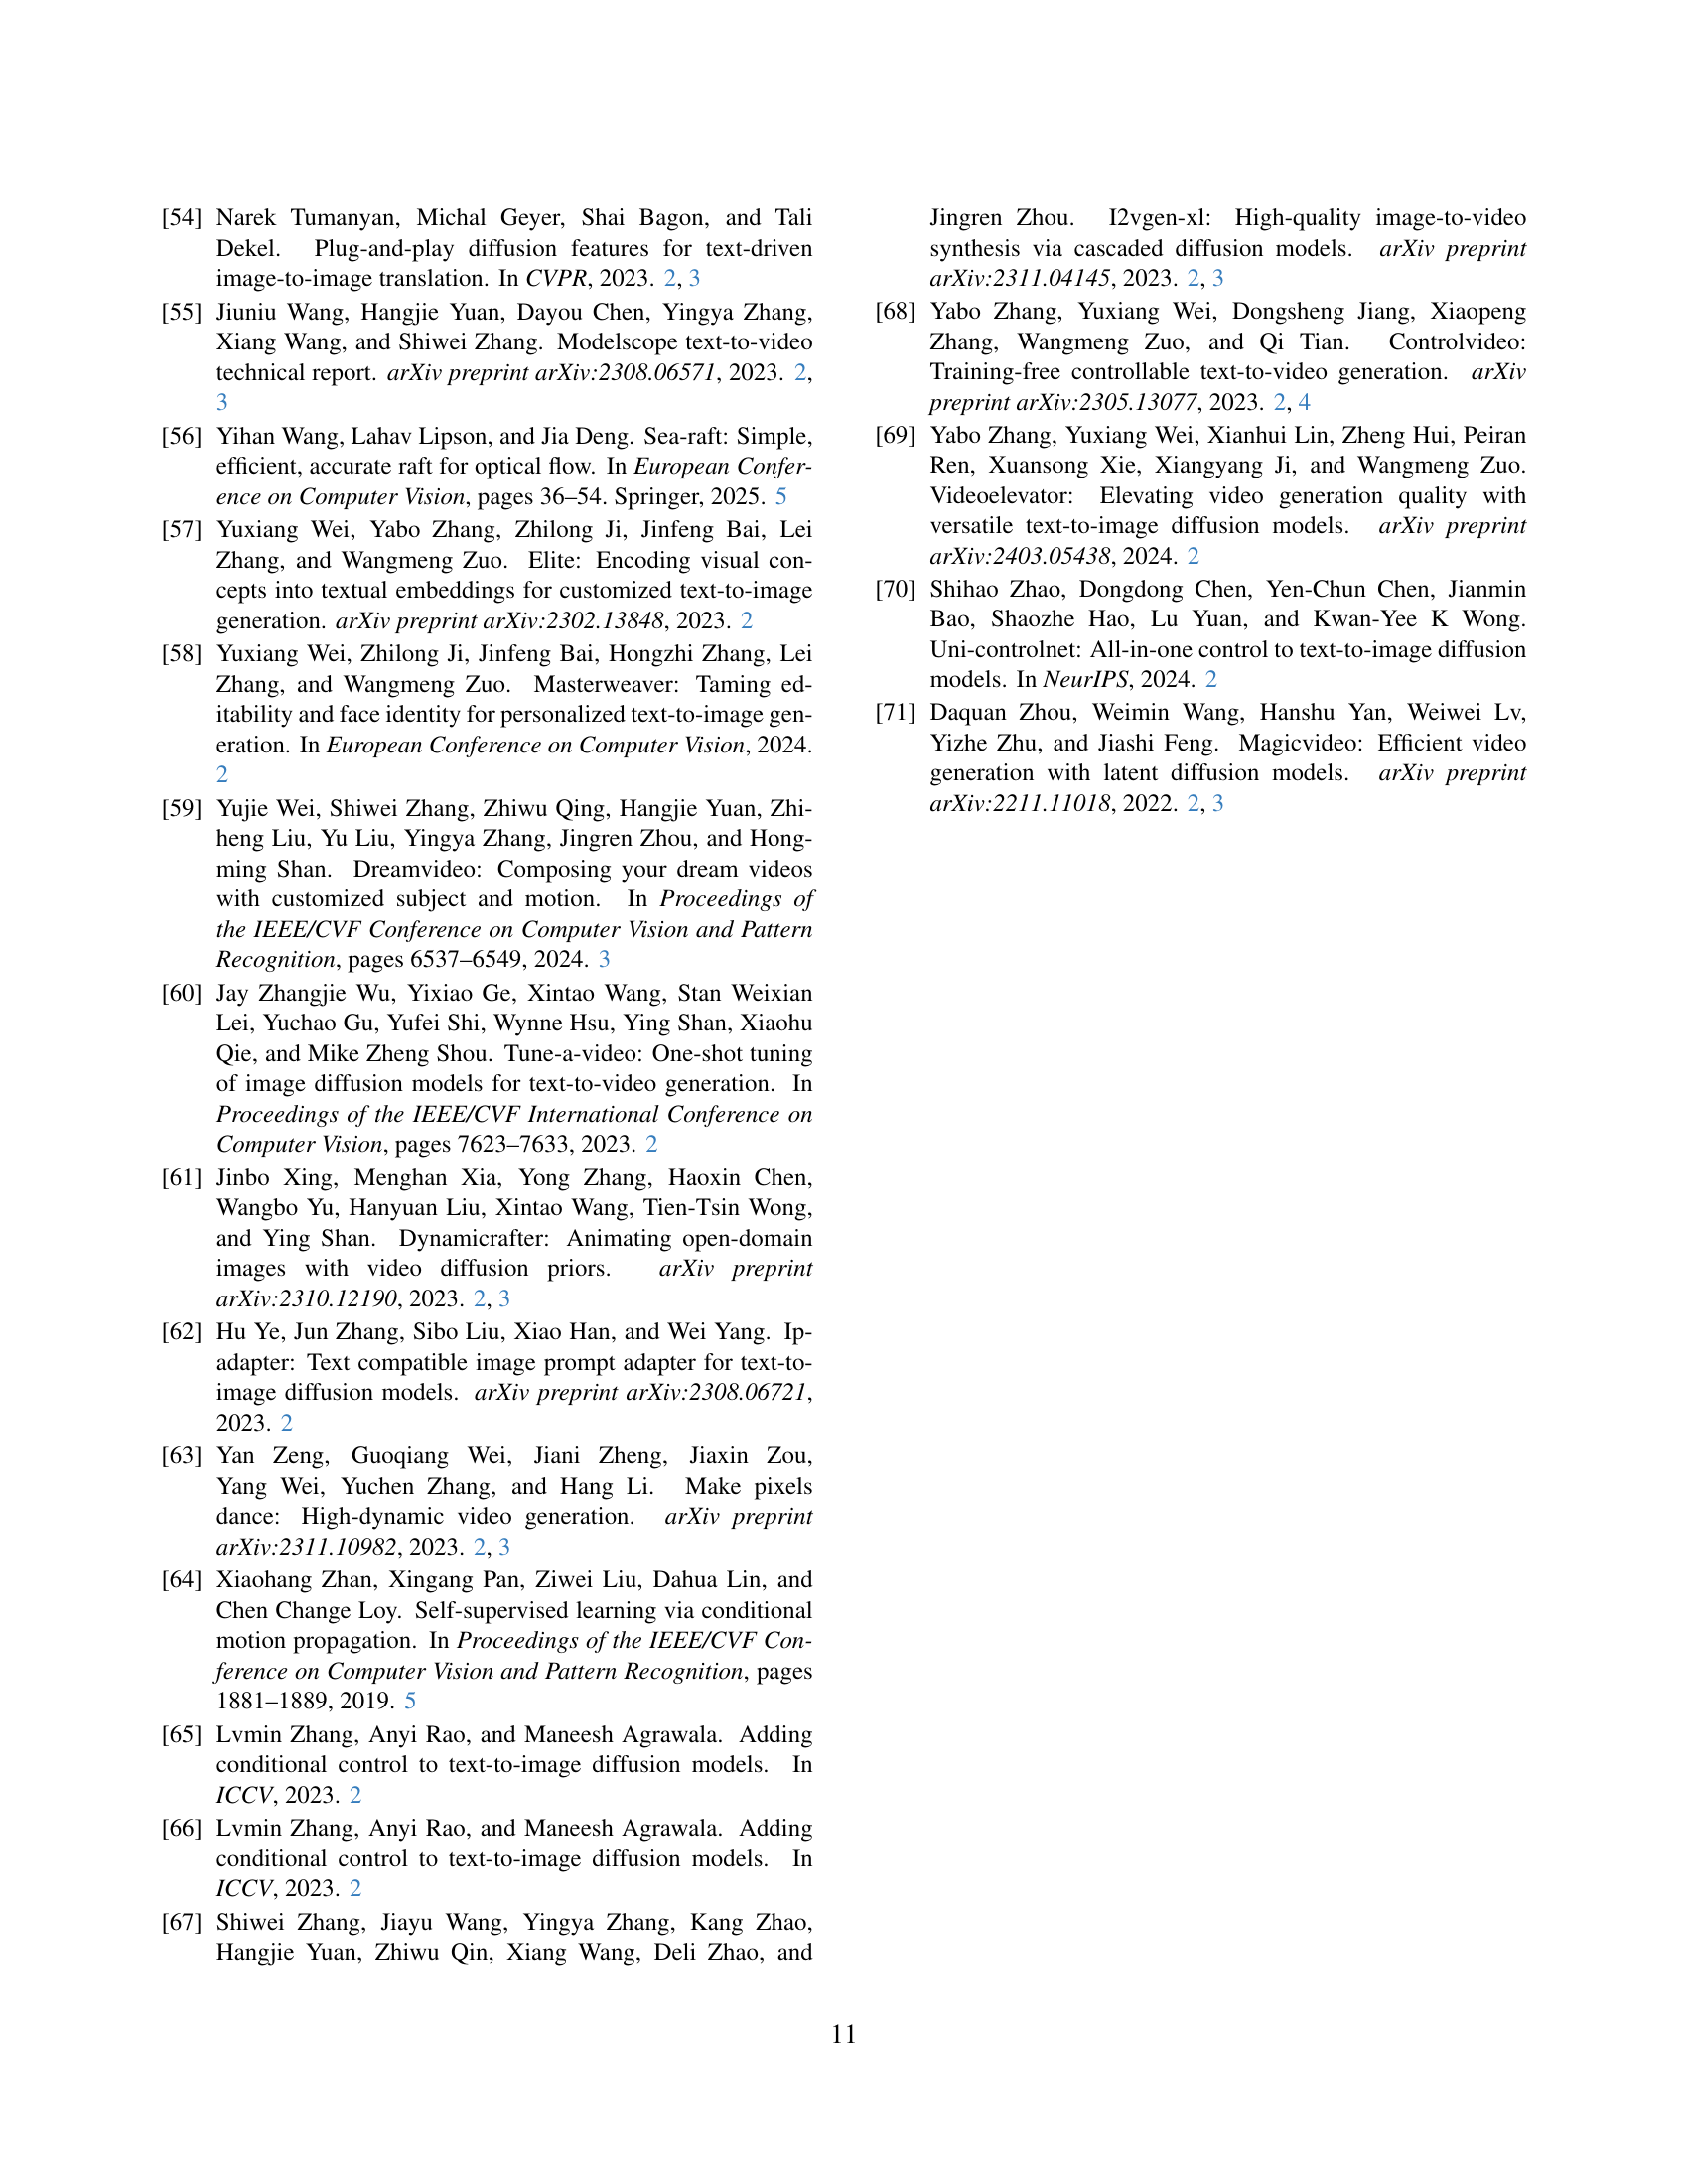 [54] Narek Tumanyan, Michal Geyer, Shai Bagon, and Tali
Dekel. Plug-and-play diffusion features for text-driven
image-to-image translation. In CVPR, 2023. 2, 3
[55] Jiuniu Wang, Hangjie Yuan, Dayou Chen, Yingya Zhang,
Xiang Wang, and Shiwei Zhang. Modelscope text-to-video
technical report. arXiv preprint arXiv:2308.06571, 2023. 2,
3
[56] Yihan Wang, Lahav Lipson, and Jia Deng. Sea-raft: Simple,
efficient, accurate raft for optical flow. In European Confer-
ence on Computer Vision, pages 36–54. Springer, 2025. 5
[57] Yuxiang Wei, Yabo Zhang, Zhilong Ji, Jinfeng Bai, Lei
Zhang, and Wangmeng Zuo. Elite: Encoding visual con-
cepts into textual embeddings for customized text-to-image
generation. arXiv preprint arXiv:2302.13848, 2023. 2
[58] Yuxiang Wei, Zhilong Ji, Jinfeng Bai, Hongzhi Zhang, Lei
Zhang, and Wangmeng Zuo. Masterweaver: Taming ed-
itability and face identity for personalized text-to-image gen-
eration. In European Conference on Computer Vision, 2024.
2
[59] Yujie Wei, Shiwei Zhang, Zhiwu Qing, Hangjie Yuan, Zhi-
heng Liu, Yu Liu, Yingya Zhang, Jingren Zhou, and Hong-
ming Shan. Dreamvideo: Composing your dream videos
with customized subject and motion. In Proceedings of
the IEEE/CVF Conference on Computer Vision and Pattern
Recognition, pages 6537–6549, 2024. 3
[60] Jay Zhangjie Wu, Yixiao Ge, Xintao Wang, Stan Weixian
Lei, Yuchao Gu, Yufei Shi, Wynne Hsu, Ying Shan, Xiaohu
Qie, and Mike Zheng Shou. Tune-a-video: One-shot tuning
of image diffusion models for text-to-video generation. In
Proceedings of the IEEE/CVF International Conference on
Computer Vision, pages 7623–7633, 2023. 2
[61] Jinbo Xing, Menghan Xia, Yong Zhang, Haoxin Chen,
Wangbo Yu, Hanyuan Liu, Xintao Wang, Tien-Tsin Wong,
and Ying Shan. Dynamicrafter: Animating open-domain
images with video diffusion priors. arXiv preprint
arXiv:2310.12190, 2023. 2, 3
[62] Hu Ye, Jun Zhang, Sibo Liu, Xiao Han, and Wei Yang. Ip-
adapter: Text compatible image prompt adapter for text-to-
image diffusion models. arXiv preprint arXiv:2308.06721,
2023. 2
[63] Yan Zeng, Guoqiang Wei, Jiani Zheng, Jiaxin Zou,
Yang Wei, Yuchen Zhang, and Hang Li. Make pixels
dance: High-dynamic video generation. arXiv preprint
arXiv:2311.10982, 2023. 2, 3
[64] Xiaohang Zhan, Xingang Pan, Ziwei Liu, Dahua Lin, and
Chen Change Loy. Self-supervised learning via conditional
motion propagation. In Proceedings of the IEEE/CVF Con-
ference on Computer Vision and Pattern Recognition, pages
1881–1889, 2019. 5
[65] Lvmin Zhang, Anyi Rao, and Maneesh Agrawala. Adding
conditional control to text-to-image diffusion models. In
ICCV, 2023. 2
[66] Lvmin Zhang, Anyi Rao, and Maneesh Agrawala. Adding
conditional control to text-to-image diffusion models. In
ICCV, 2023. 2
[67] Shiwei Zhang, Jiayu Wang, Yingya Zhang, Kang Zhao,
Hangjie Yuan, Zhiwu Qin, Xiang Wang, Deli Zhao, and
Jingren Zhou. I2vgen-xl: High-quality image-to-video
synthesis via cascaded diffusion models. arXiv preprint
arXiv:2311.04145, 2023. 2, 3
[68] Yabo Zhang, Yuxiang Wei, Dongsheng Jiang, Xiaopeng
Zhang, Wangmeng Zuo, and Qi Tian. Controlvideo:
Training-free controllable text-to-video generation. arXiv
preprint arXiv:2305.13077, 2023. 2, 4
[69] Yabo Zhang, Yuxiang Wei, Xianhui Lin, Zheng Hui, Peiran
Ren, Xuansong Xie, Xiangyang Ji, and Wangmeng Zuo.
Videoelevator: Elevating video generation quality with
versatile text-to-image diffusion models. arXiv preprint
arXiv:2403.05438, 2024. 2
[70] Shihao Zhao, Dongdong Chen, Yen-Chun Chen, Jianmin
Bao, Shaozhe Hao, Lu Yuan, and Kwan-Yee K Wong.
Uni-controlnet: All-in-one control to text-to-image diffusion
models. In NeurIPS, 2024. 2
[71] Daquan Zhou, Weimin Wang, Hanshu Yan, Weiwei Lv,
Yizhe Zhu, and Jiashi Feng. Magicvideo: Efficient video
generation with latent diffusion models. arXiv preprint
arXiv:2211.11018, 2022. 2, 3
11